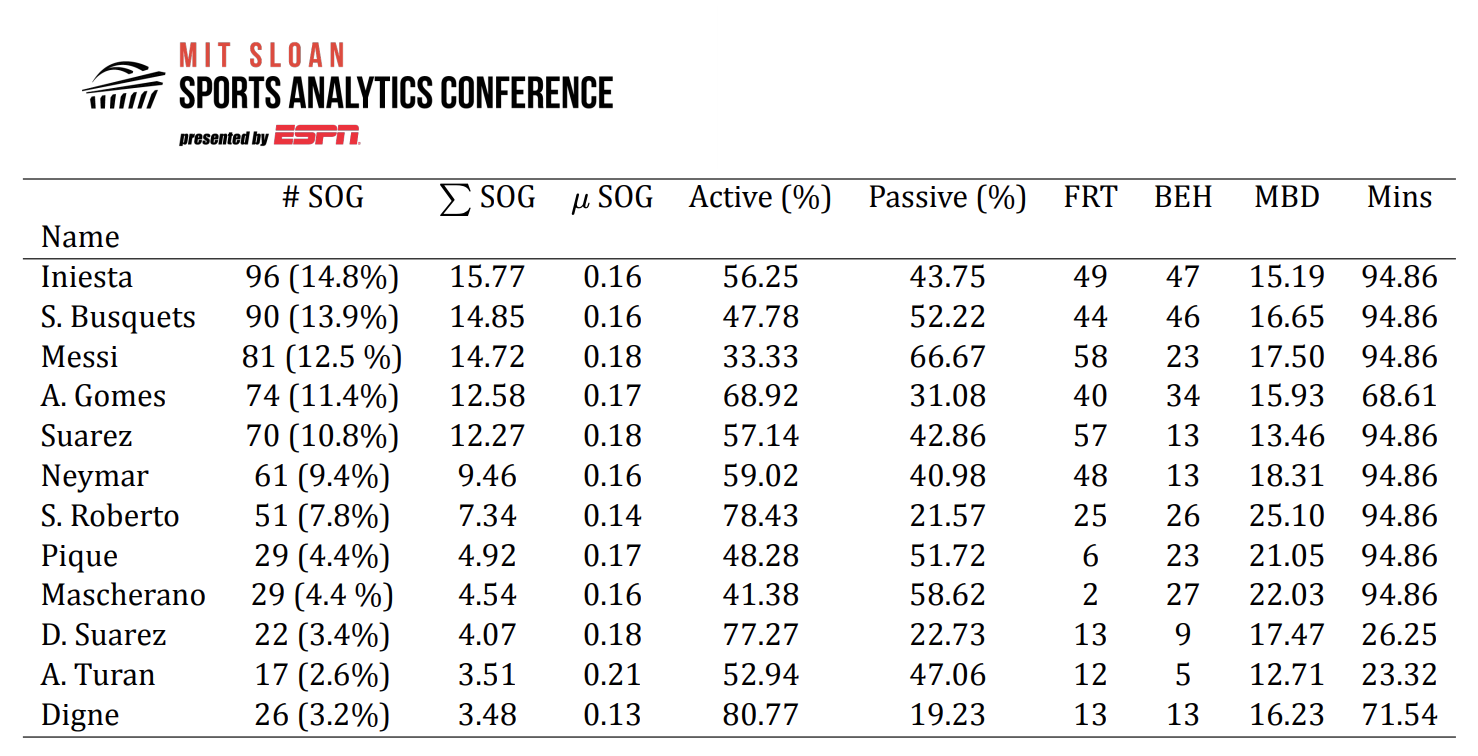 MIT SLOAN
SPORTS ANALYTICS CONFERENCE
presented by ESPN
# SOG ∑ SOG μ SOG Active (%) Passive (%) FRT BEH MBD Mins
Name
Iniesta 96 (14.8%) 15.77 0.16 56.25 43.75 49 47 15.19 94.86
S. Busquets 90 (13.9%) 14.85 0.16 47.78 52.22 44 46 16.65 94.86
Messi 81 (12.5 %) 14.72 0.18 33.33 66.67 58 23 17.50 94.86
A. Gomes 74 (11.4%) 12.58 0.17 68.92 31.08 40 34 15.93 68.61
Suarez 70 (10.8%) 12.27 0.18 57.14 42.86 57 13 13.46 94.86
Neymar 61 (9.4%) 9.46 0.16 59.02 40.98 48 13 18.31 94.86
S. Roberto 51 (7.8%) 7.34 0.14 78.43 21.57 25 26 25.10 94.86
Pique 29 (4.4%) 4.92 0.17 48.28 51.72 6 23 21.05 94.86
Mascherano 29 (4.4 %) 4.54 0.16 41.38 58.62 2 27 22.03 94.86
D. Suarez 22 (3.4%) 4.07 0.18 77.27 22.73 13 9 17.47 26.25
A. Turan 17 (2.6%) 3.51 0.21 52.94 47.06 12 5 12.71 23.32
Digne 26 (3.2%) 3.48 0.13 80.77 19.23 13 13 16.23 71.54